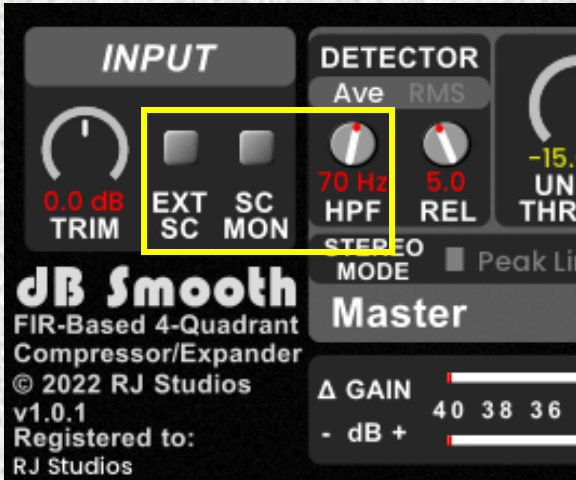 INPUT
DETECTOR
Ave RMS
-15.
0.0 dB
70 Hz
5.0
TRIM
EXT
SC
SC
MON
HPF
REL
UN
THR
STEREO
MODE
Peak Li
dB Smooth
Master
FIR-Based 4-Quadrant
Compressor/Expander
© 2022 RJ Studios
v1.0.1
Registered to:
RJ Studios
Δ GAIN
40 38 36
- dB +